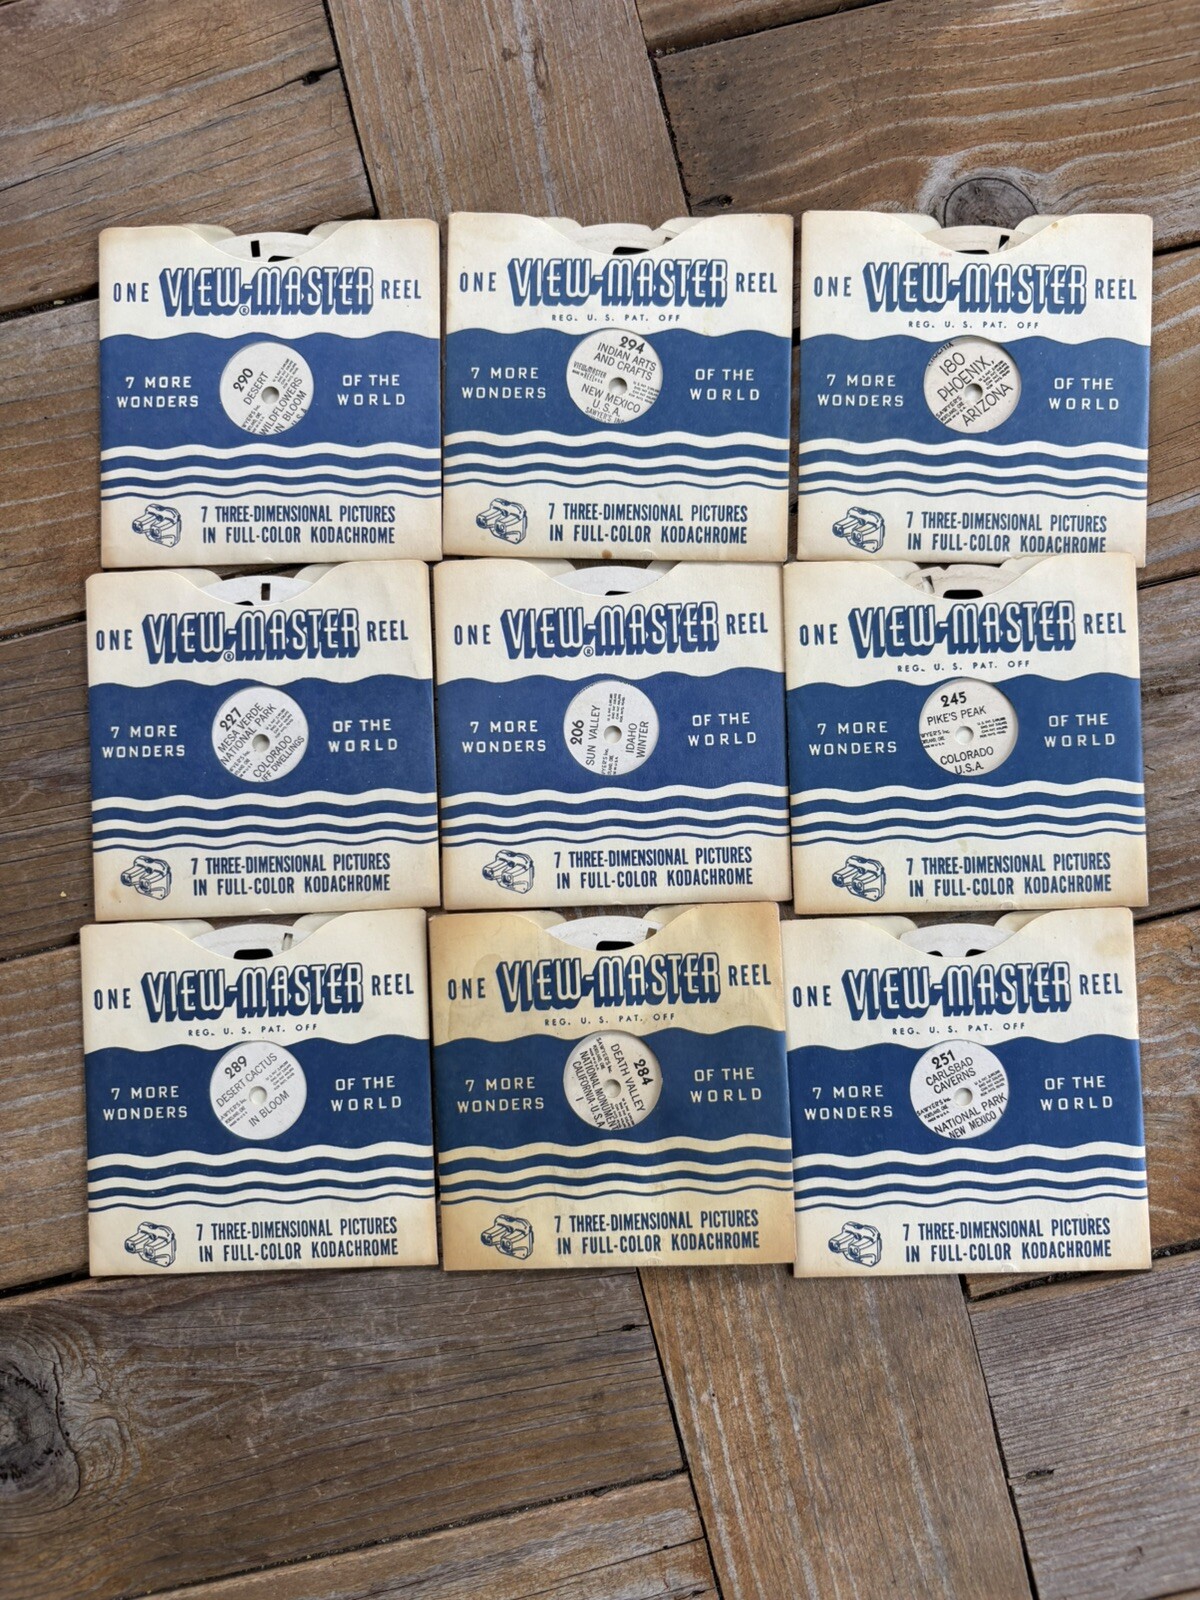 ONE VIEW-MASTER® REEL
7 MORE WONDERS
290
DESERT
WILDFLOWERS
IN BLOOM
U.S.A
OF THE WORLD
7 THREE-DIMENSIONAL PICTURES
IN FULL-COLOR KODACHROME
ONE VIEW-MASTER REEL
REG. U. S. PAT. OFF
7 MORE WONDERS
294
INDIAN ARTS
AND CRAFTS
VIEW-MASTER
NEW MEXICO
U.S.A.
SAWYER'S INC
OF THE WORLD
7 THREE-DIMENSIONAL PICTURES
IN FULL-COLOR KODACHROME
ONE VIEW-MASTER REEL
REG. U. S. PAT. OFF
7 MORE WONDERS
180
PHOENIX,
ARIZONA
OF THE WORLD
7 THREE-DIMENSIONAL PICTURES
IN FULL-COLOR KODACHROME
ONE VIEW-MASTER® REEL
7 MORE WONDERS
227
MESA VERDE
NATIONAL PARK
COLORADO
FF DWELLINGS
OF THE WORLD
7 THREE-DIMENSIONAL PICTURES
IN FULL-COLOR KODACHROME
ONE VIEW-MASTER® REEL
7 MORE WONDERS
206
SUN VALLEY
IDAHO
WINTER
OF THE WORLD
7 THREE-DIMENSIONAL PICTURES
IN FULL-COLOR KODACHROME
ONE VIEW-MASTER REEL
REG. U. S. PAT. OFF
7 MORE WONDERS
245
PIKE'S PEAK
COLORADO
U.S.A.
OF THE WORLD
7 THREE-DIMENSIONAL PICTURES
IN FULL-COLOR KODACHROME
ONE VIEW-MASTER REEL
REG. U. S. PAT. OFF
7 MORE WONDERS
289
DESERT CACTUS
SAWYER'S Inc.
IN BLOOM
OF THE WORLD
7 THREE-DIMENSIONAL PICTURES
IN FULL-COLOR KODACHROME
ONE VIEW-MASTER REEL
REG. U. S. PAT. OFF
7 MORE WONDERS
284
DEATH VALLEY
NATIONAL MONUMENT
CALIFORNIA-U.S.A.
I
OF THE WORLD
7 THREE-DIMENSIONAL PICTURES
IN FULL-COLOR KODACHROME
ONE VIEW-MASTER REEL
REG. U. S. PAT. OFF
7 MORE WONDERS
251
CARLSBAD
CAVERNS
SAWYER'S Inc.
NATIONAL PARK
NEW MEXICO I
OF THE WORLD
7 THREE-DIMENSIONAL PICTURES
IN FULL-COLOR KODACHROME